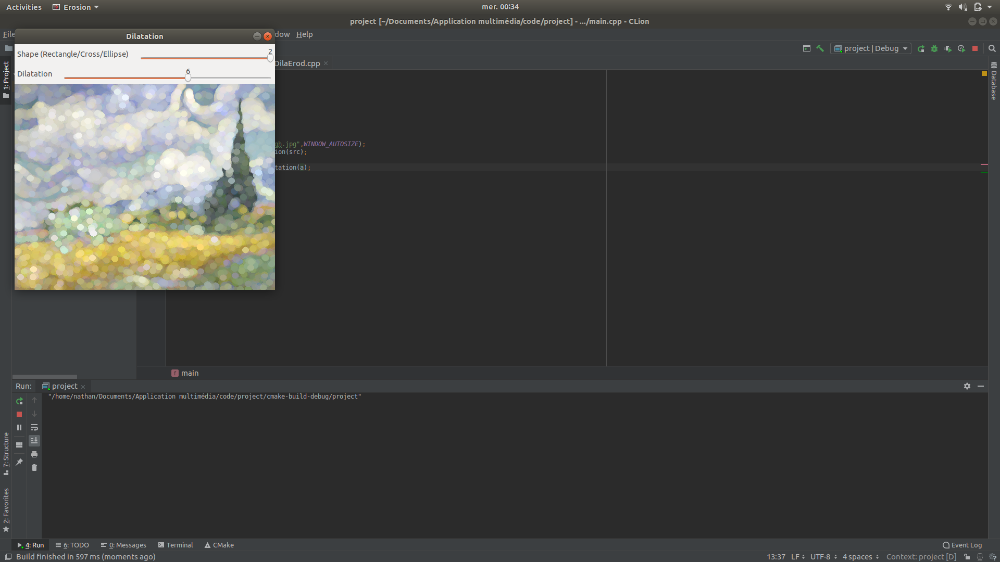 Activities Erosion mer. 00:34
project [~/Documents/Application multimédia/code/project] - .../main.cpp - CLion
File dow Help
Dilatation
Shape (Rectangle/Cross/Ellipse) 2
Dilatation 6
project | Debug
DilaErod.cpp
1: Project
Database
gh.jpg",WINDOW_AUTOSIZE);
ion(src);
tation(a);
f main
Run: project
"/home/nathan/Documents/Application multimédia/code/project/cmake-build-debug/project"
7: Structure
2: Favorites
4: Run 6: TODO 0: Messages Terminal CMake Event Log
Build finished in 597 ms (moments ago) 13:37 LF UTF-8 4 spaces Context: project [D]